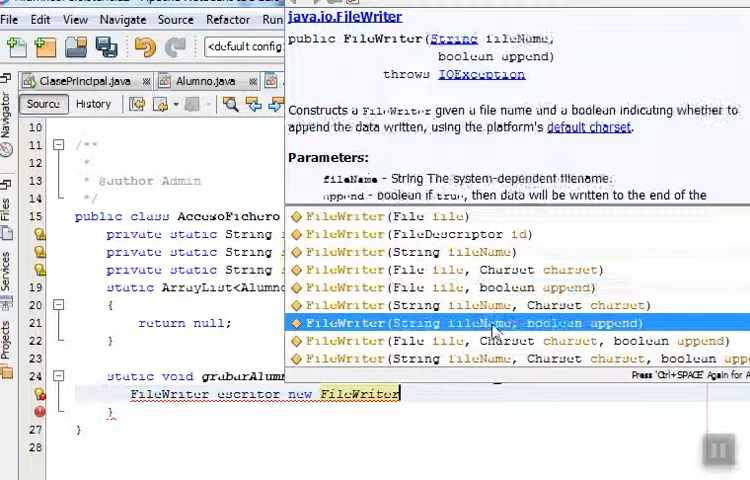 java.io.FileWriter
File Edit View Navigate Source Refactor
public FileWriter(String fileName,
boolean append)
throws IOException
<default config
ClasePrincipal.java Alumno.java
Source History
Constructs a FileWriter given a file name and a boolean indicating whether to
append the data written, using the platform's default charset.
Parameters:
fileName - String The system-dependent filename.
append - boolean if true, then data will be written to the end of the
Navigator
Files
Services
Projects
10
11 /**
12 *
13 * @author Admin
14 */
15 public class AccesoFichero
16 private static String
17 private static String
18 private static String
19 static ArrayList<Alumno
20 {
21 return null;
22 }
23
24 static void grabarAlum
25 FileWriter escritor new FileWriter
26 }
27 }
28
FileWriter(File file)
FileWriter(FileDescriptor id)
FileWriter(String fileName)
FileWriter(File file, Charset charset)
FileWriter(File file, boolean append)
FileWriter(String fileName, Charset charset)
FileWriter(String fileName, boolean append)
FileWriter(File file, Charset charset, boolean append)
FileWriter(String fileName, Charset charset, boolean appen
Press 'Ctrl+SPACE' Again for A